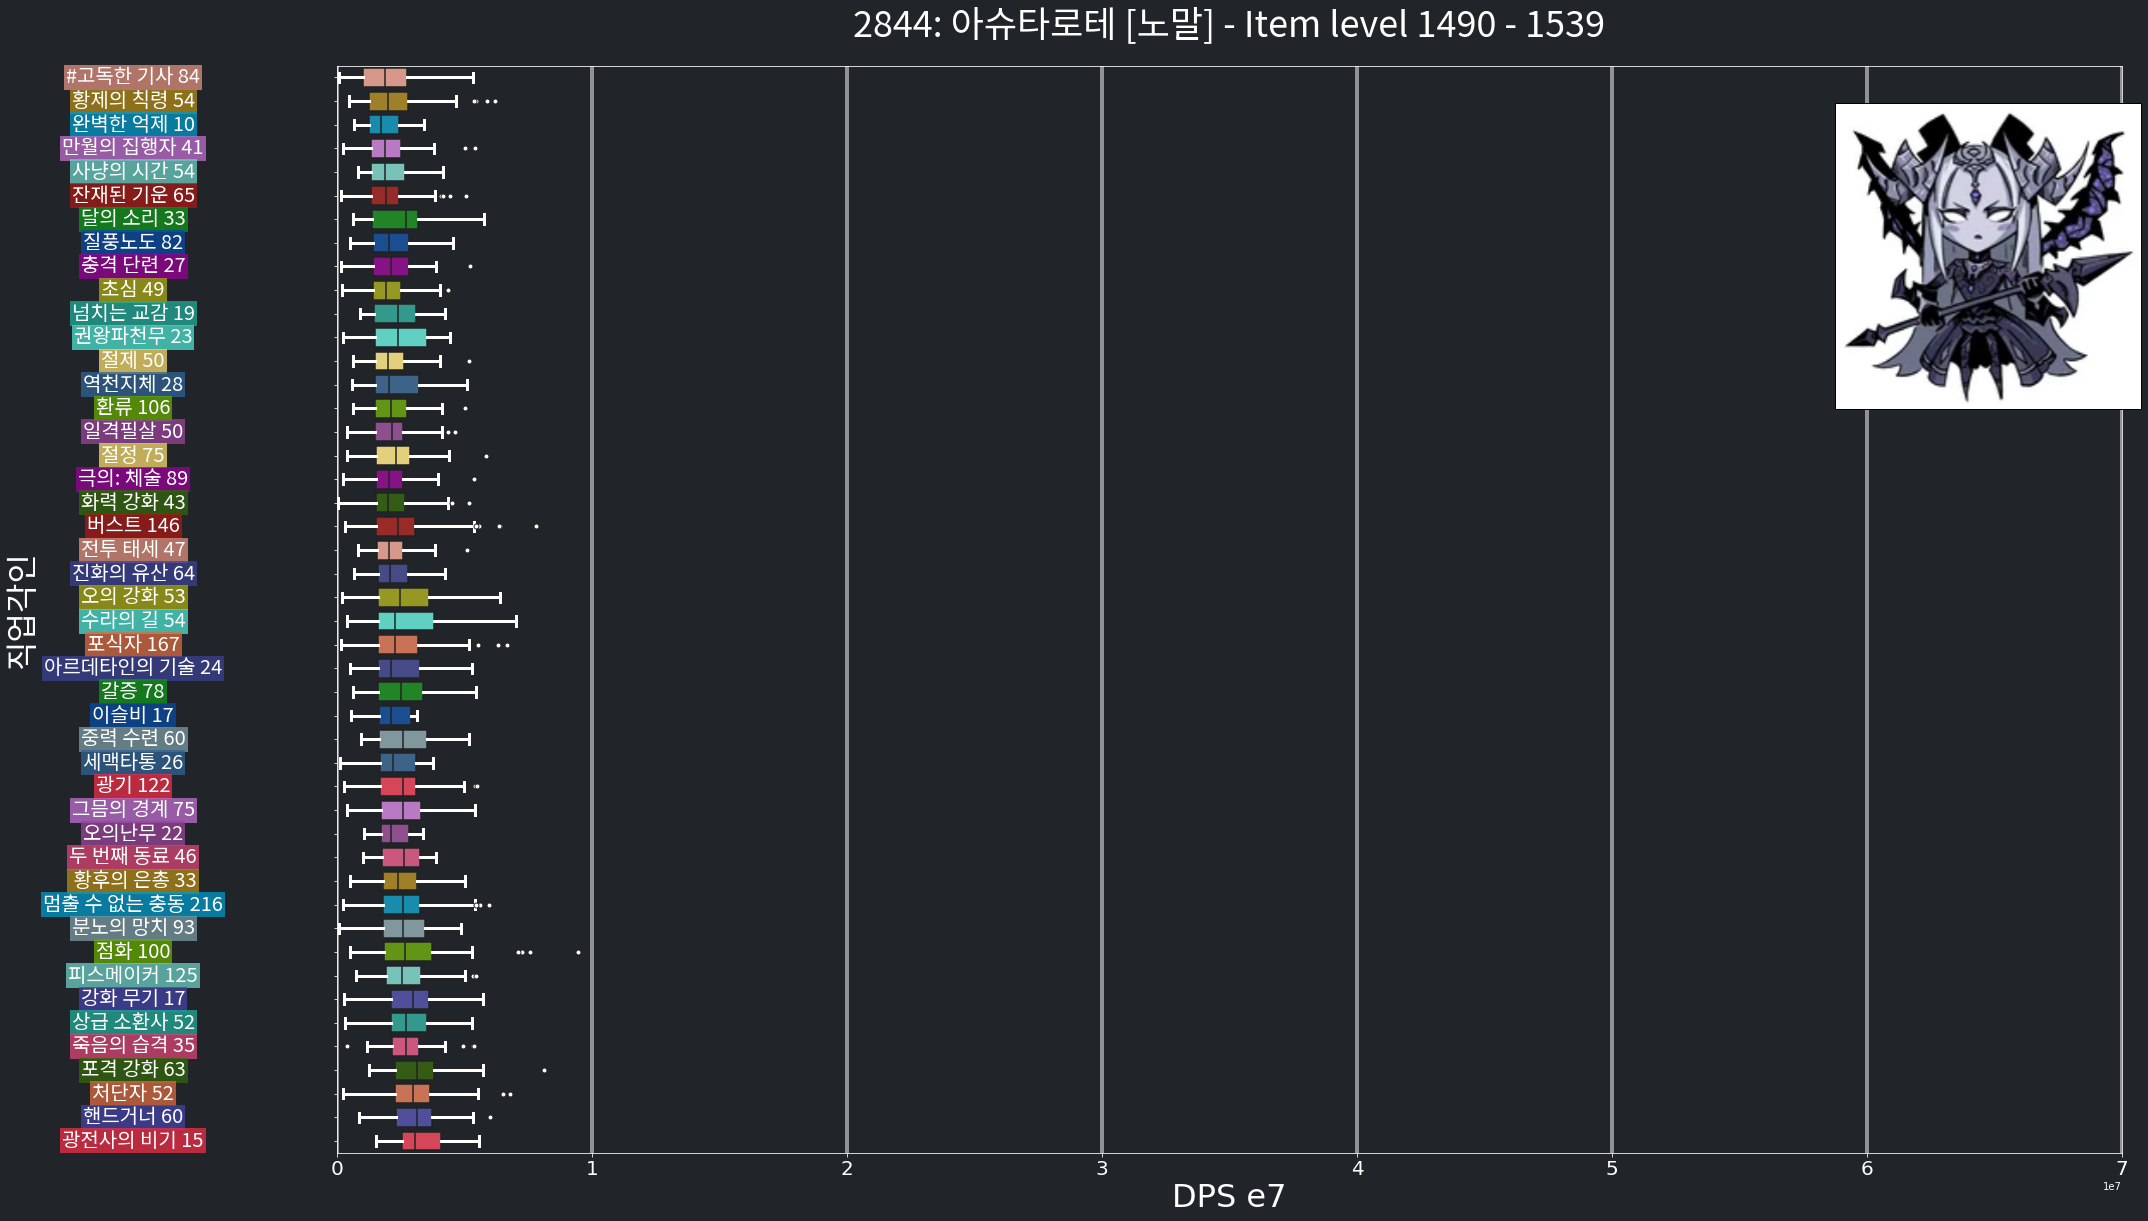 2844: 아슈타로테 [노말] - Item level 1490 - 1539
#고독한 기사 84
황제의 칙령 54
완벽한 억제 10
만월의 집행자 41
사냥의 시간 54
잔재된 기운 65
달의 소리 33
질풍노도 82
충격 단련 27
초심 49
넘치는 교감 19
권왕파천무 23
절제 50
역천지체 28
환류 106
일격필살 50
절정 75
극의: 체술 89
화력 강화 43
버스트 146
전투 태세 47
진화의 유산 64
오의 강화 53
수라의 길 54
포식자 167
아르데타인의 기술 24
갈증 78
이슬비 17
중력 수련 60
세맥타통 26
광기 122
그믐의 경계 75
오의난무 22
두 번째 동료 46
황후의 은총 33
멈출 수 없는 충동 216
분노의 망치 93
점화 100
피스메이커 125
강화 무기 17
상급 소환사 52
죽음의 습격 35
포격 강화 63
처단자 52
핸드거너 60
광전사의 비기 15
직업각인
0 1 2 3 4 5 6 7
1e7
DPS e7